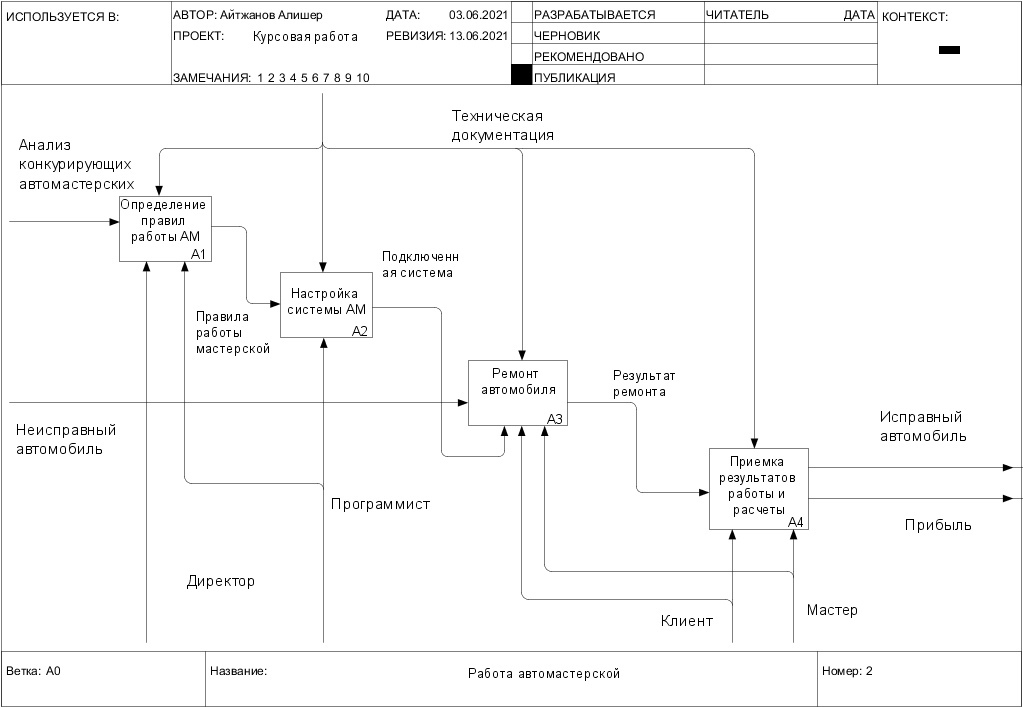 ИСПОЛЬЗУЕТСЯ В:
АВТОР: Айтжанов Алишер
ДАТА: 03.06.2021
ПРОЕКТ: Курсовая работа
РЕВИЗИЯ: 13.06.2021
ЗАМЕЧАНИЯ: 1 2 3 4 5 6 7 8 9 10
РАЗРАБАТЫВАЕТСЯ
ЧЕРНОВИК
РЕКОМЕНДОВАНО
ПУБЛИКАЦИЯ
ЧИТАТЕЛЬ
ДАТА
КОНТЕКСТ:
Техническая
документация
Анализ
конкурирующих
автомастерских
Определение
правил
работы АМ
A1
Подключенн
ая система
Настройка
системы АМ
A2
Правила
работы
мастерской
Ремонт
автомобиля
A3
Результат
ремонта
Неисправный
автомобиль
Исправный
автомобиль
Приемка
результатов
работы и
расчеты
A4
Программист
Прибыль
Директор
Клиент
Мастер
Ветка: A0
Название:
Работа автомастерской
Номер: 2